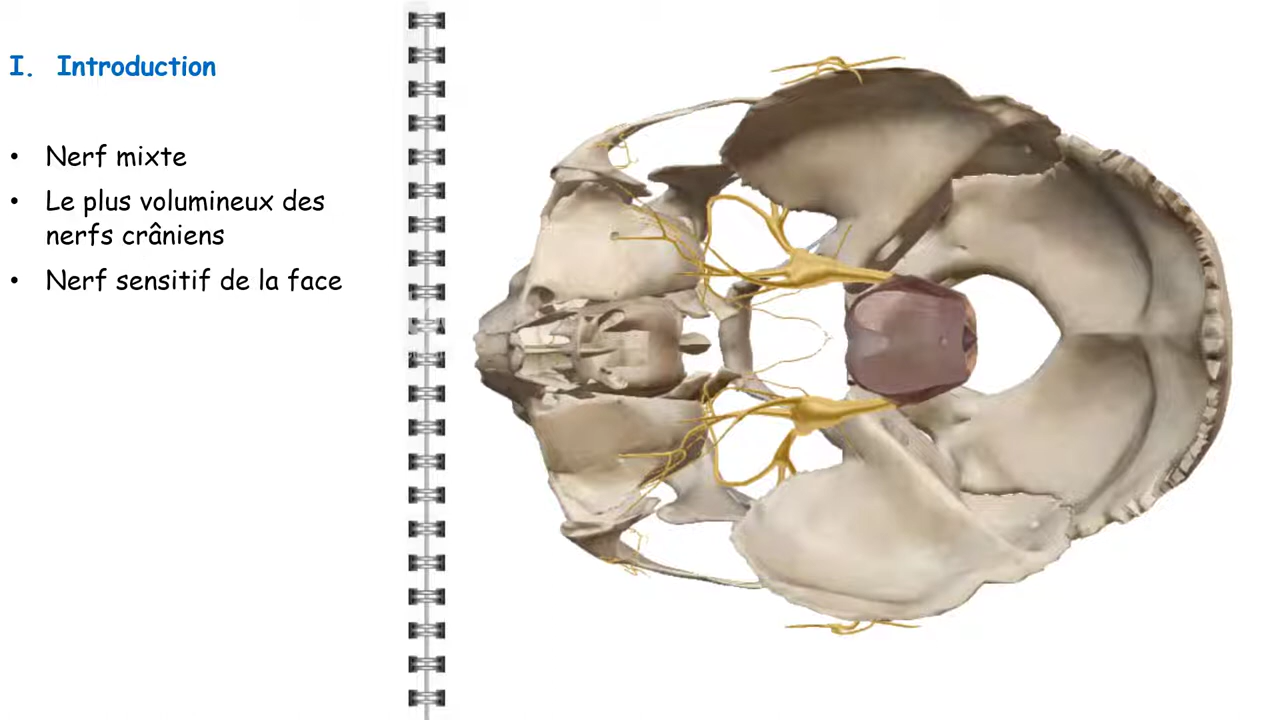 I. Introduction
• Nerf mixte
• Le plus volumineux des
nerfs crâniens
• Nerf sensitif de la face